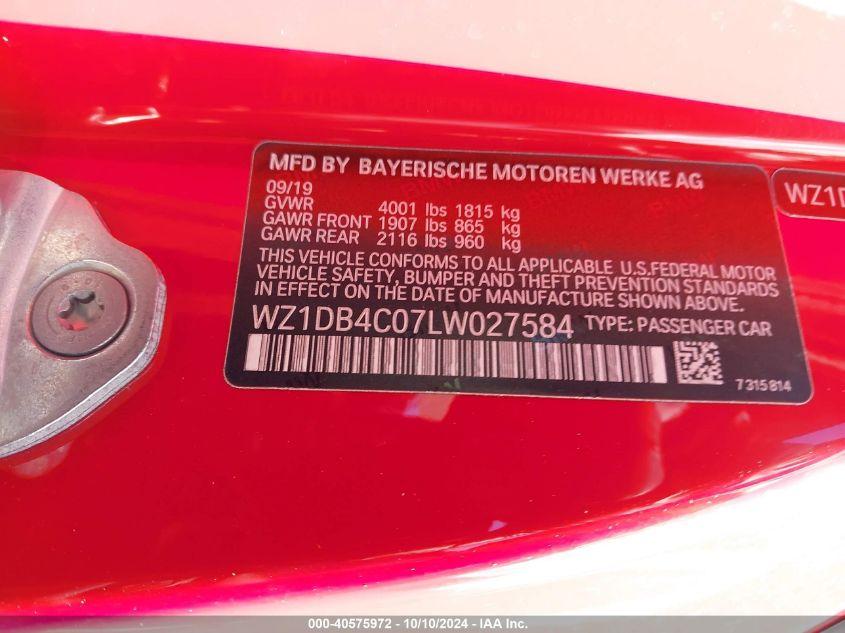 MFD BY BAYERISCHE MOTOREN WERKE AG
09/19
GVWR 4001 lbs 1815 kg
GAWR FRONT 1907 lbs 865 kg
GAWR REAR 2116 lbs 960 kg
THIS VEHICLE CONFORMS TO ALL APPLICABLE U.S.FEDERAL MOTOR
VEHICLE SAFETY, BUMPER AND THEFT PREVENTION STANDARDS
IN EFFECT ON THE DATE OF MANUFACTURE SHOWN ABOVE.
WZ1DB4C07LW027584 TYPE: PASSENGER CAR
7315814
WZ1D
000-40575972 - 10/10/2024 - IAA Inc.